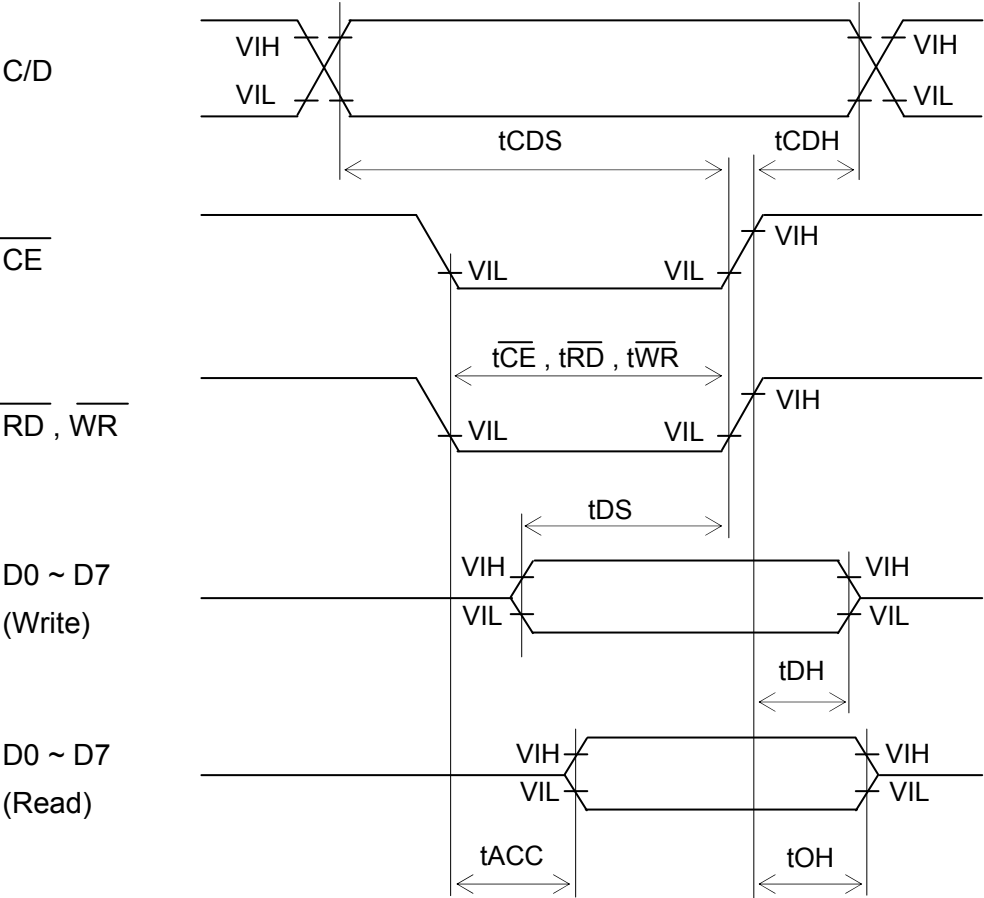 VIH VIH
C/D
VIL VIL
tCDS tCDH
VIH
CE
VIL VIL
tCE , tRD , tWR
VIH
RD , WR
VIL VIL
tDS
D0 ~ D7 VIH VIH
(Write) VIL VIL
tDH
D0 ~ D7 VIH VIH
(Read) VIL VIL
tACC tOH